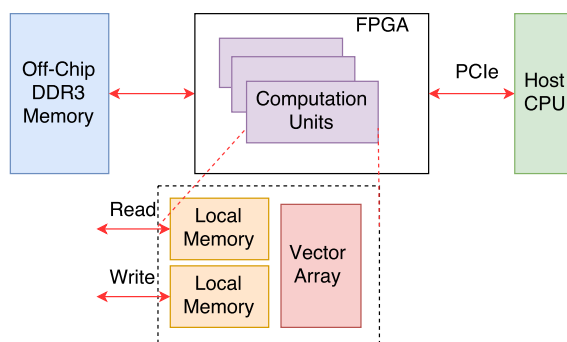 FPGA
Off-Chip
DDR3
Memory
Computation
Units
PCIe
Host
CPU
Read
Local
Memory
Write
Local
Memory
Vector
Array